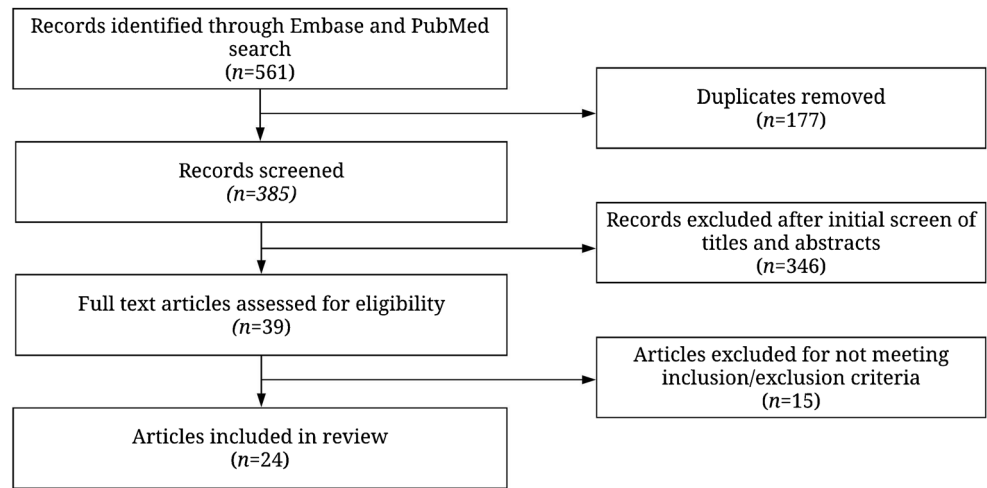 Records identified through Embase and PubMed
search
(n=561)
Duplicates removed
(n=177)
Records screened
(n=385)
Records excluded after initial screen of
titles and abstracts
(n=346)
Full text articles assessed for eligibility
(n=39)
Articles excluded for not meeting
inclusion/exclusion criteria
(n=15)
Articles included in review
(n=24)